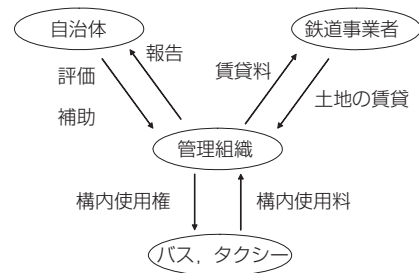 自治体
鉄道事業者
報告
賃貸料
評価
補助
土地の賃貸
管理組織
構内使用権
構内使用料
バス，タクシー